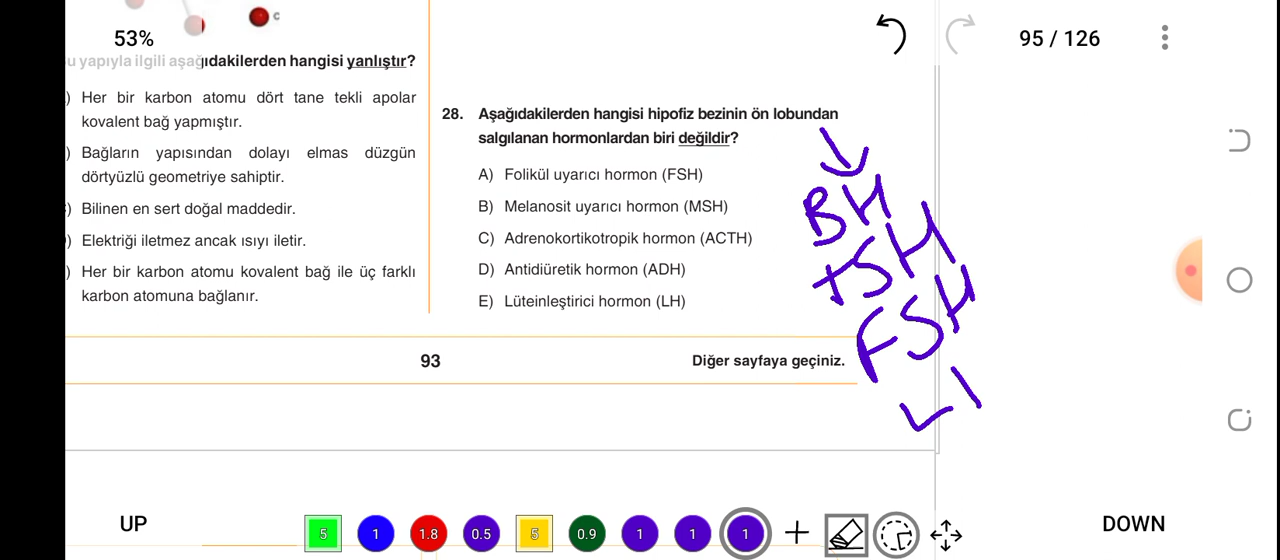 53%
95 / 126
C
u yapıyla ilgili aşağıdakilerden hangisi yanlıştır?
) Her bir karbon atomu dört tane tekli apolar
kovalent bağ yapmıştır.
) Bağların yapısından dolayı elmas düzgün
dörtyüzlü geometriye sahiptir.
) Bilinen en sert doğal maddedir.
) Elektriği iletmez ancak ısıyı iletir.
) Her bir karbon atomu kovalent bağ ile üç farklı
karbon atomuna bağlanır.
28. Aşağıdakilerden hangisi hipofiz bezinin ön lobundan
salgılanan hormonlardan biri değildir?
A) Folikül uyarıcı hormon (FSH)
B) Melanosit uyarıcı hormon (MSH)
C) Adrenokortikotropik hormon (ACTH)
D) Antidiüretik hormon (ADH)
E) Lüteinleştirici hormon (LH)
BH
TSH
FSH
93
Diğer sayfaya geçiniz.
UP
5 1 1.8 0.5 5 0.9 1 1 1
DOWN